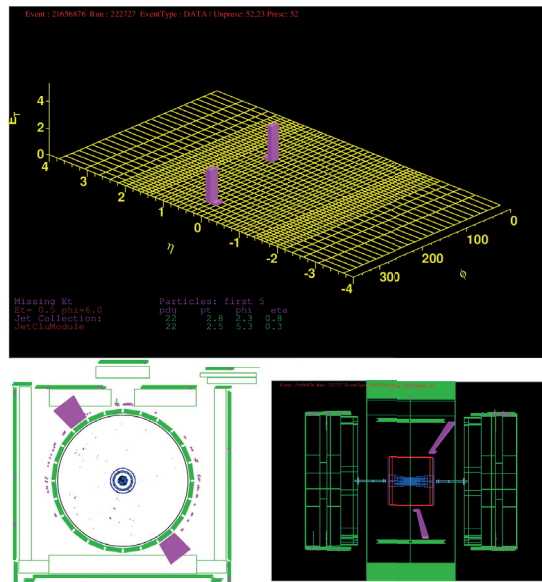 Event : 21656876 Run : 222727 EventType : DATA | Unpresc: 52,23 Presc: 52
E_T
4
2
0
4
3
2
1
0
-1
-2
-3
-4
η
300
200
100
0
ϕ
Missing Et
Et= 0.5 phi=6.0
Jet Collection:
JetCluModule
Particles: first 5
pdg pt phi eta
22 2.8 2.3 0.8
22 2.5 5.3 0.3